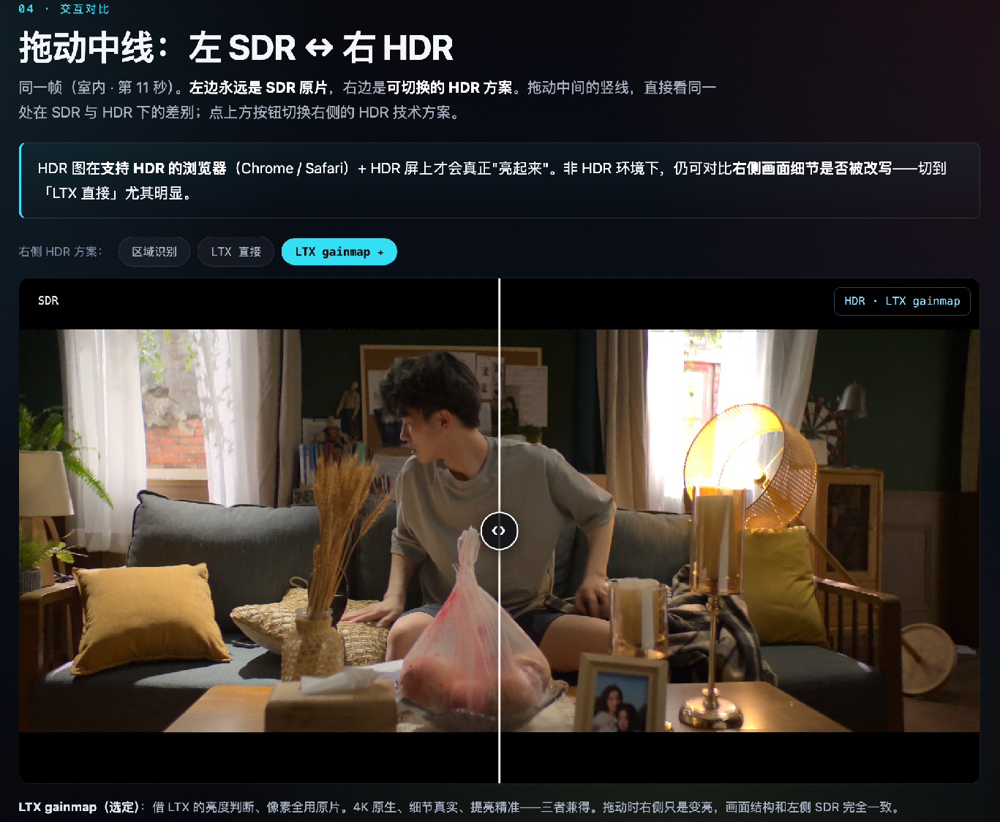 04 · 交互对比
拖动中线：左 SDR ↔ 右 HDR
同一帧（室内 · 第 11 秒）。左边永远是 SDR 原片，右边是可切换的 HDR 方案。拖动中间的竖线，直接看同一
处在 SDR 与 HDR 下的差别；点上方按钮切换右侧的 HDR 技术方案。
HDR 图在支持 HDR 的浏览器（Chrome / Safari）+ HDR 屏上才会真正"亮起来"。非 HDR 环境下，仍可对比右侧画面细节是否被改写——切到
「LTX 直接」尤其明显。
右侧 HDR 方案： 区域识别 LTX 直接 LTX gainmap ✦
SDR HDR · LTX gainmap
LTX gainmap（选定）：借 LTX 的亮度判断、像素全用原片。4K 原生、细节真实、提亮精准——三者兼得。拖动时右侧只是变亮，画面结构和左侧 SDR 完全一致。